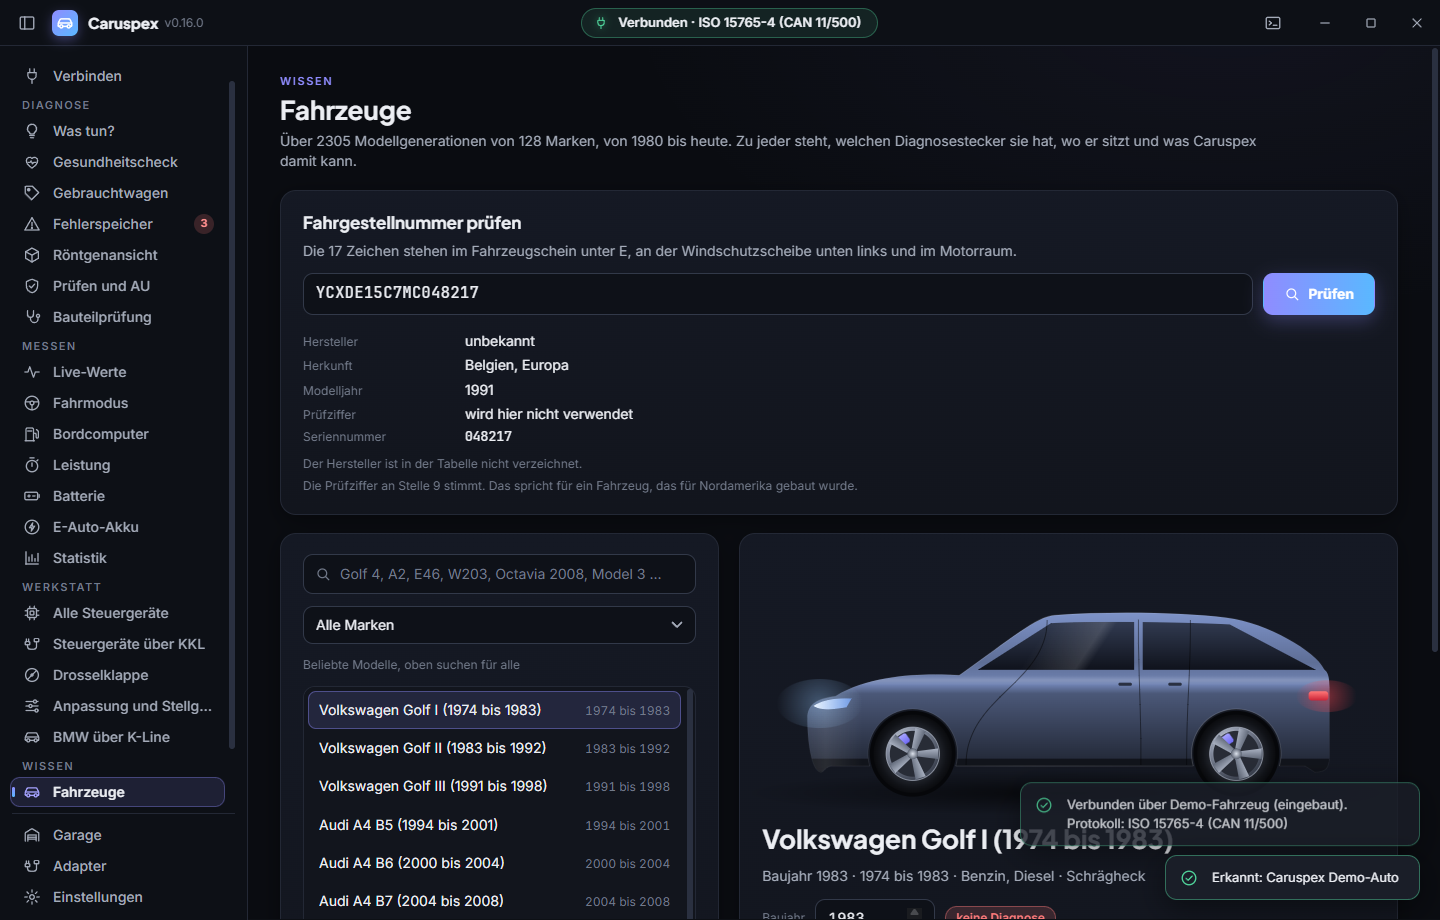 Caruspex v0.16.0
Verbunden · ISO 15765-4 (CAN 11/500)
Verbinden
DIAGNOSE
Was tun?
Gesundheitscheck
Gebrauchtwagen
Fehlerspeicher 3
Röntgenansicht
Prüfen und AU
Bauteilprüfung
MESSEN
Live-Werte
Fahrmodus
Bordcomputer
Leistung
Batterie
E-Auto-Akku
Statistik
WERKSTATT
Alle Steuergeräte
Steuergeräte über KKL
Drosselklappe
Anpassung und Stellg...
BMW über K-Line
WISSEN
Fahrzeuge
Garage
Adapter
Einstellungen
WISSEN
Fahrzeuge
Über 2305 Modellgenerationen von 128 Marken, von 1980 bis heute. Zu jeder steht, welchen Diagnosestecker sie hat, wo er sitzt und was Caruspex
damit kann.
Fahrgestellnummer prüfen
Die 17 Zeichen stehen im Fahrzeugschein unter E, an der Windschutzscheibe unten links und im Motorraum.
YCXDE15C7MC048217
Prüfen
Hersteller unbekannt
Herkunft Belgien, Europa
Modelljahr 1991
Prüfziffer wird hier nicht verwendet
Seriennummer 048217
Der Hersteller ist in der Tabelle nicht verzeichnet.
Die Prüfziffer an Stelle 9 stimmt. Das spricht für ein Fahrzeug, das für Nordamerika gebaut wurde.
Golf 4, A2, E46, W203, Octavia 2008, Model 3 ...
Alle Marken
Beliebte Modelle, oben suchen für alle
Volkswagen Golf I (1974 bis 1983) 1974 bis 1983
Volkswagen Golf II (1983 bis 1992) 1983 bis 1992
Volkswagen Golf III (1991 bis 1998) 1991 bis 1998
Audi A4 B5 (1994 bis 2001) 1994 bis 2001
Audi A4 B6 (2000 bis 2004) 2000 bis 2004
Audi A4 B7 (2004 bis 2008) 2004 bis 2008
Volkswagen Golf I (1974 bis 1983)
Baujahr 1983 · 1974 bis 1983 · Benzin, Diesel · Schrägheck
Baujahr 1983 keine Diagnose
Verbunden über Demo-Fahrzeug (eingebaut).
Protokoll: ISO 15765-4 (CAN 11/500)
Erkannt: Caruspex Demo-Auto